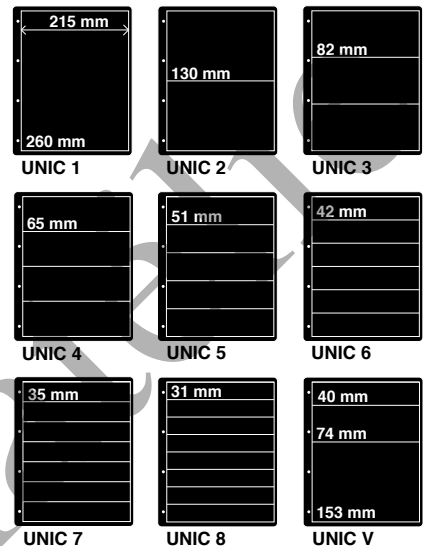 215 mm
260 mm
UNIC 1
130 mm
UNIC 2
82 mm
UNIC 3
65 mm
UNIC 4
51 mm
UNIC 5
42 mm
UNIC 6
35 mm
UNIC 7
31 mm
UNIC 8
40 mm
74 mm
153 mm
UNIC V